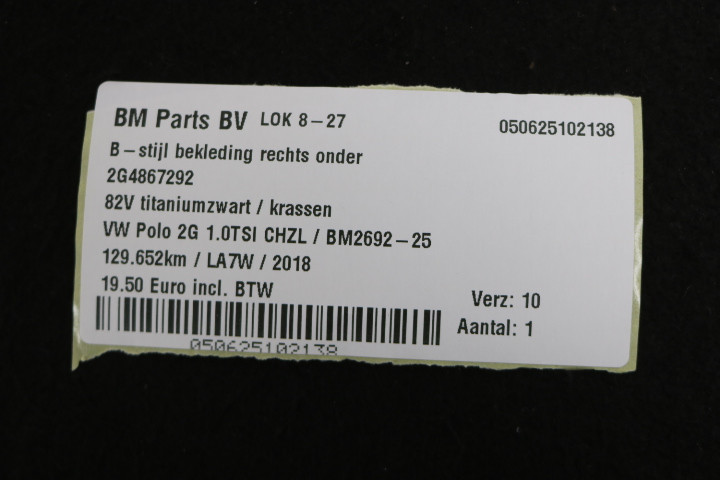 BM Parts BV LOK 8-27 050625102138
B-stijl bekleding rechts onder
2G4867292
82V titaniumzwart / krassen
VW Polo 2G 1.0TSI CHZL / BM2692-25
129.652km / LA7W / 2018
19.50 Euro incl. BTW
Verz: 10
Aantal: 1
050625102138